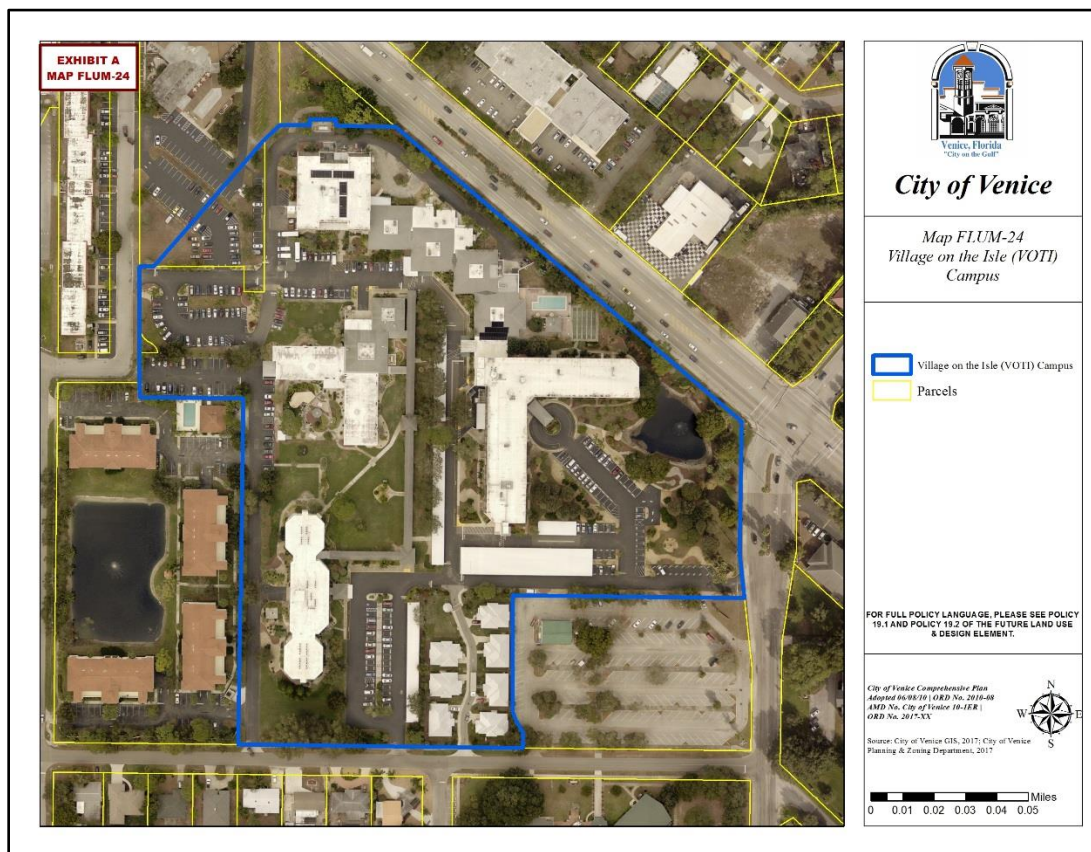 EXHIBIT A
MAP FLUM-24
Venice, Florida
"City on the Gulf"
City of Venice
Map FLUM-24
Village on the Isle (VOTI)
Campus
Village on the Isle (VOTI) Campus
Parcels
FOR FULL POLICY LANGUAGE, PLEASE SEE POLICY
19.1 AND POLICY 19.2 OF THE FUTURE LAND USE
& DESIGN ELEMENT.
City of Venice Comprehensive Plan
Adopted 06/08/10 | ORD No. 2010-08
AMD No. City of Venice 10-1ER |
ORD No. 2017-XX
Source: City of Venice GIS, 2017; City of Venice
Planning & Zoning Department, 2017
N
W E
S
Miles
0 0.01 0.02 0.03 0.04 0.05